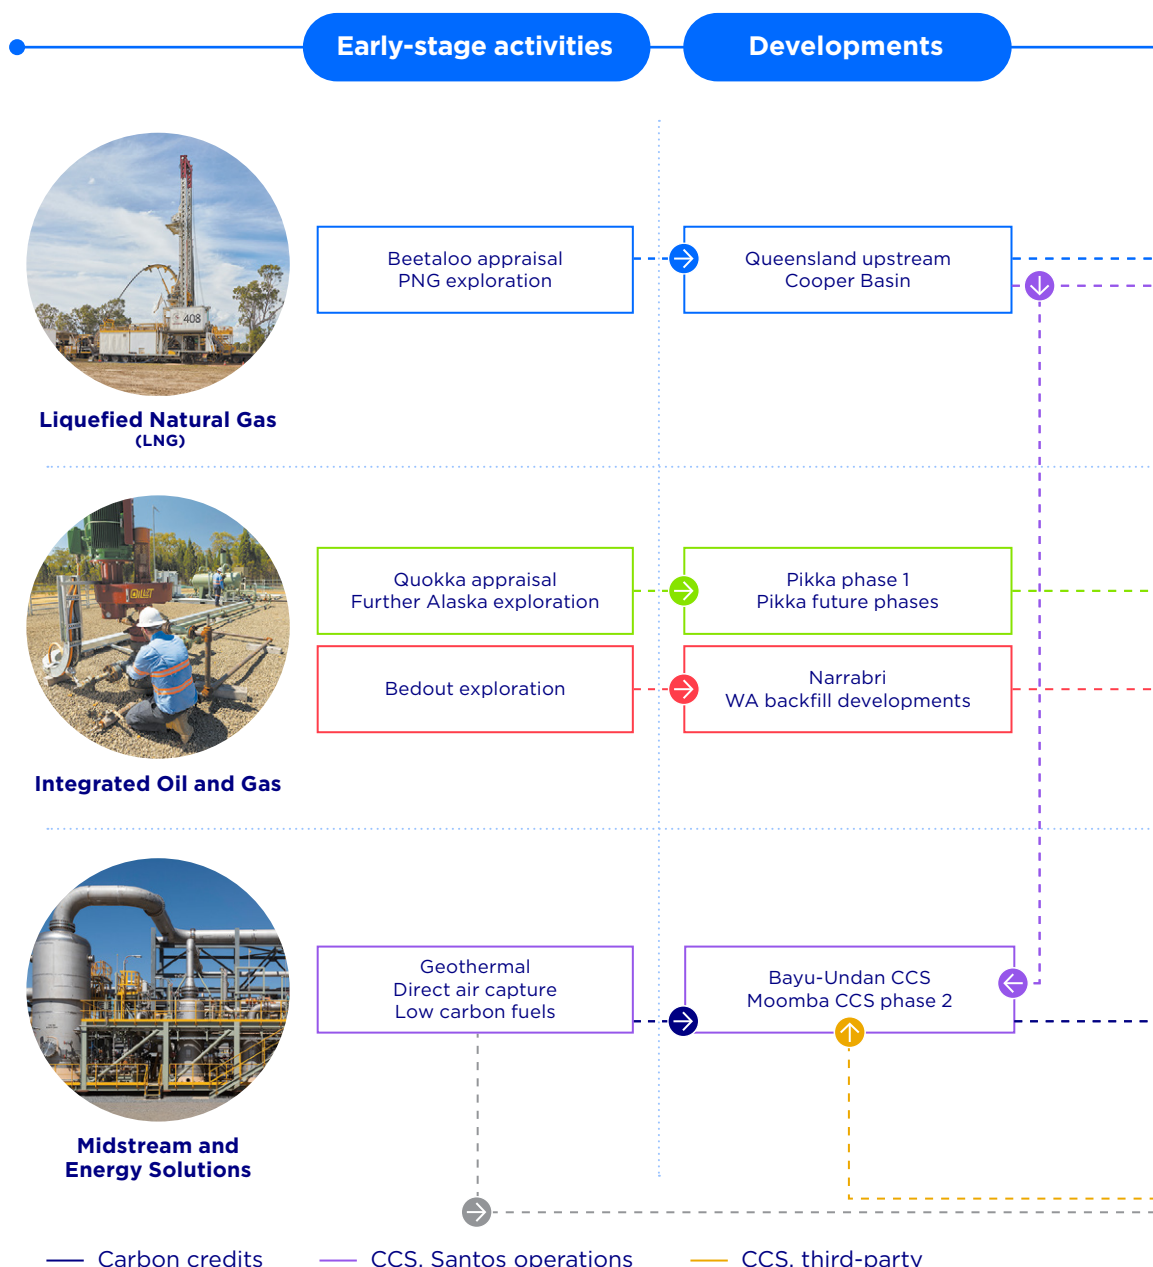 Early-stage activities
Developments
408
Beetaloo appraisal
PNG exploration
Queensland upstream
Cooper Basin
Liquefied Natural Gas
(LNG)
Quokka appraisal
Further Alaska exploration
Pikka phase 1
Pikka future phases
Bedout exploration
Narrabri
WA backfill developments
Integrated Oil and Gas
Geothermal
Direct air capture
Low carbon fuels
Bayu-Undan CCS
Moomba CCS phase 2
Midstream and
Energy Solutions
Carbon credits
CCS, Santos operations
CCS, third-party